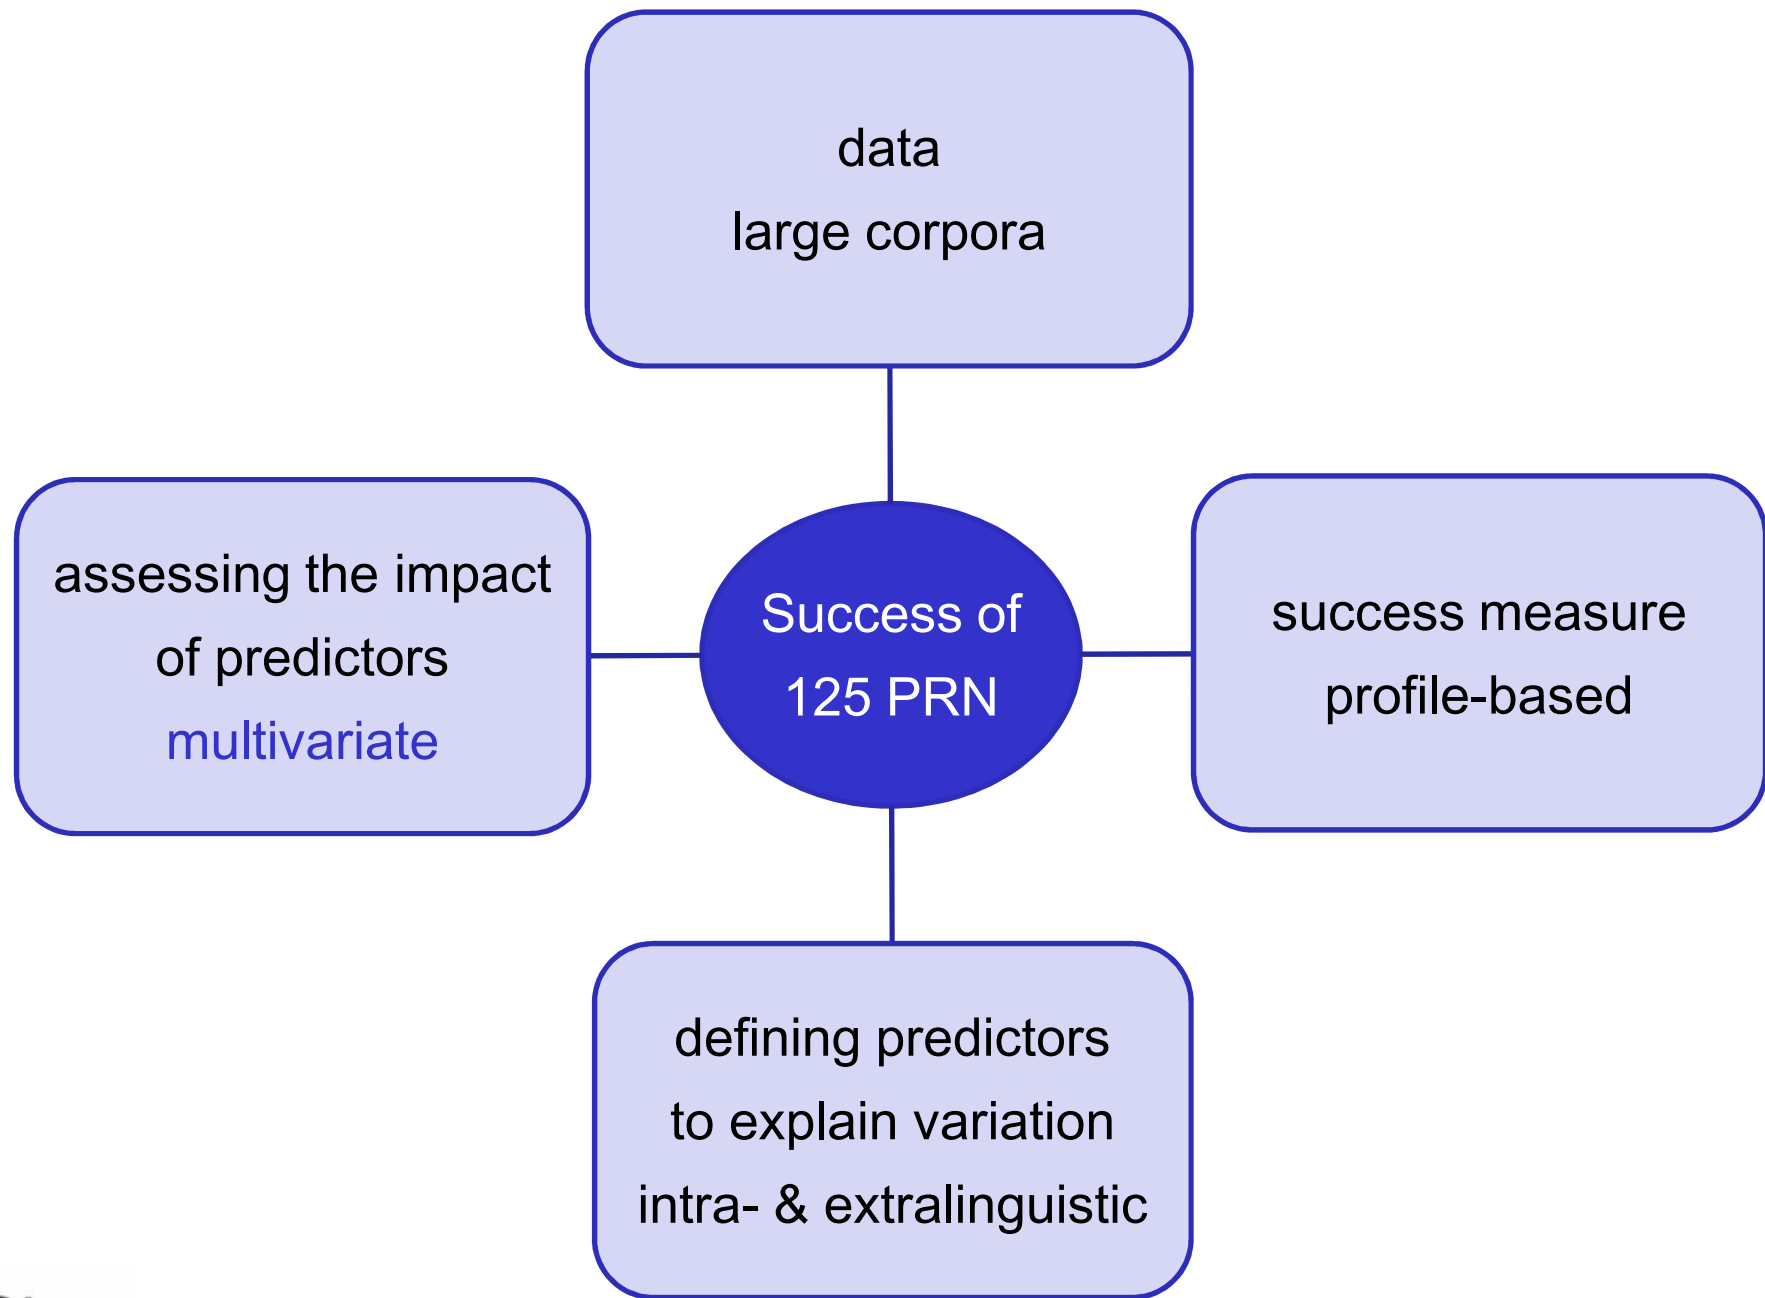 data
large corpora
assessing the impact
of predictors
multivariate
Success of
125 PRN
success measure
profile-based
defining predictors
to explain variation
intra- & extralinguistic